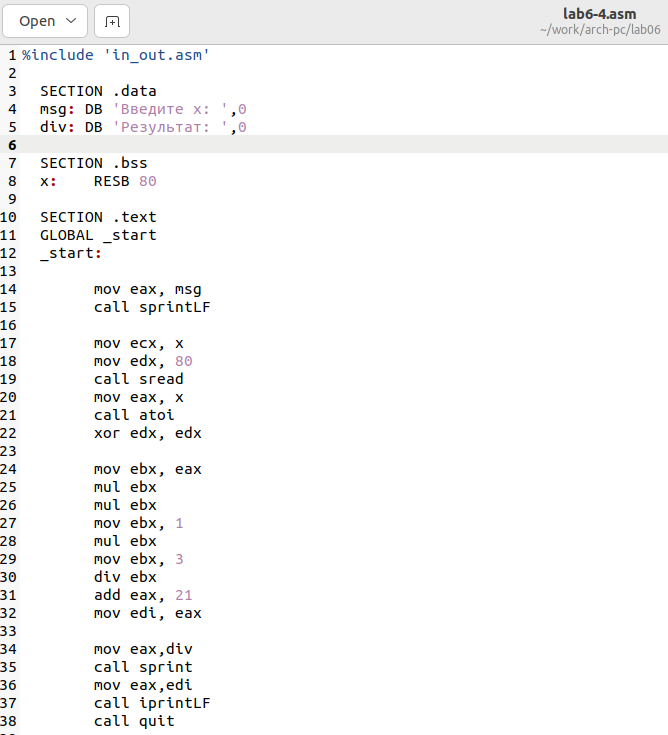 Open
lab6-4.asm
~/work/arch-pc/lab06
1 %include 'in_out.asm'
2
3 SECTION .data
4 msg: DB 'Введите x: ',0
5 div: DB 'Результат: ',0
6
7 SECTION .bss
8 x: RESB 80
9
10 SECTION .text
11 GLOBAL _start
12 _start:
13
14 mov eax, msg
15 call sprintLF
16
17 mov ecx, x
18 mov edx, 80
19 call sread
20 mov eax, x
21 call atoi
22 xor edx, edx
23
24 mov ebx, eax
25 mul ebx
26 mul ebx
27 mov ebx, 1
28 mul ebx
29 mov ebx, 3
30 div ebx
31 add eax, 21
32 mov edi, eax
33
34 mov eax,div
35 call sprint
36 mov eax,edi
37 call iprintLF
38 call quit